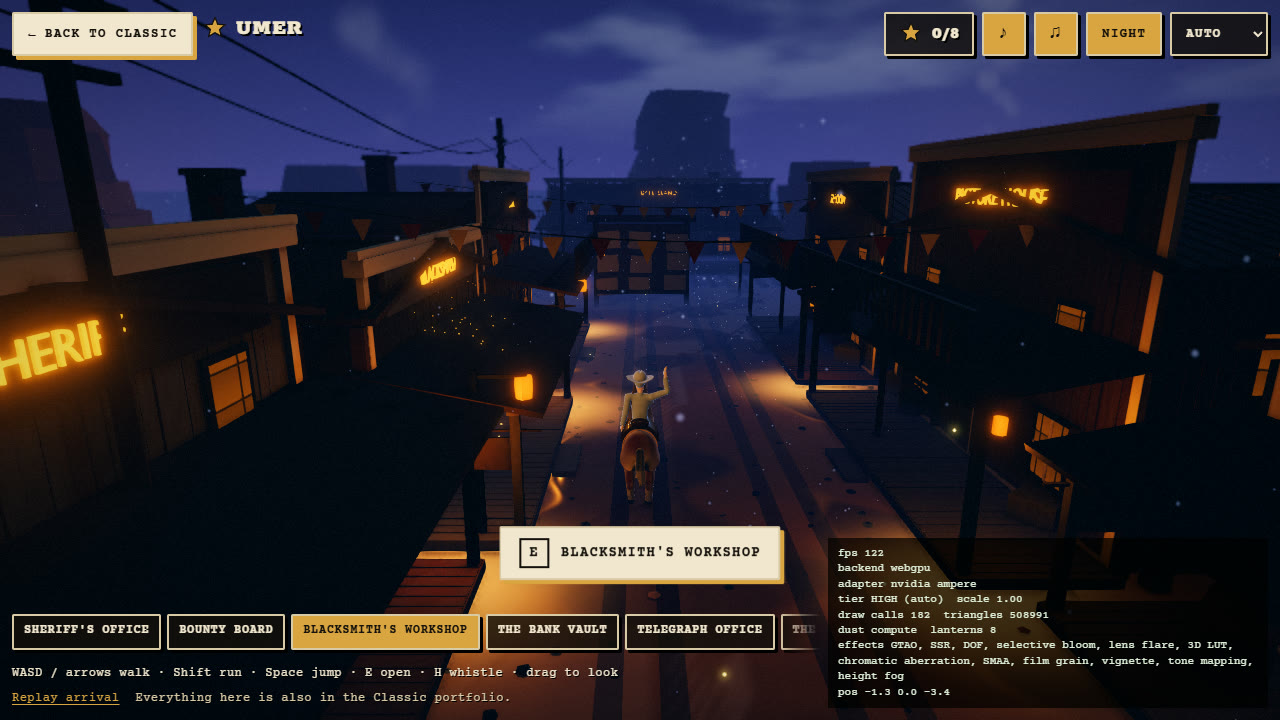 ← BACK TO CLASSIC
★ UMER
★ 0/8
♪
♫
NIGHT
AUTO
HERIF
E BLACKSMITH'S WORKSHOP
SHERIFF'S OFFICE
BOUNTY BOARD
BLACKSMITH'S WORKSHOP
THE BANK VAULT
TELEGRAPH OFFICE
THE
WASD / arrows walk · Shift run · Space jump · E open · H whistle · drag to look
Replay arrival Everything here is also in the Classic portfolio.
fps 122
backend webgpu
adapter nvidia ampere
tier HIGH (auto) scale 1.00
draw calls 182 triangles 508991
dust compute lanterns 8
effects GTAO, SSR, DOF, selective bloom, lens flare, 3D LUT,
chromatic aberration, SMAA, film grain, vignette, tone mapping,
height fog
pos -1.3 0.0 -3.4